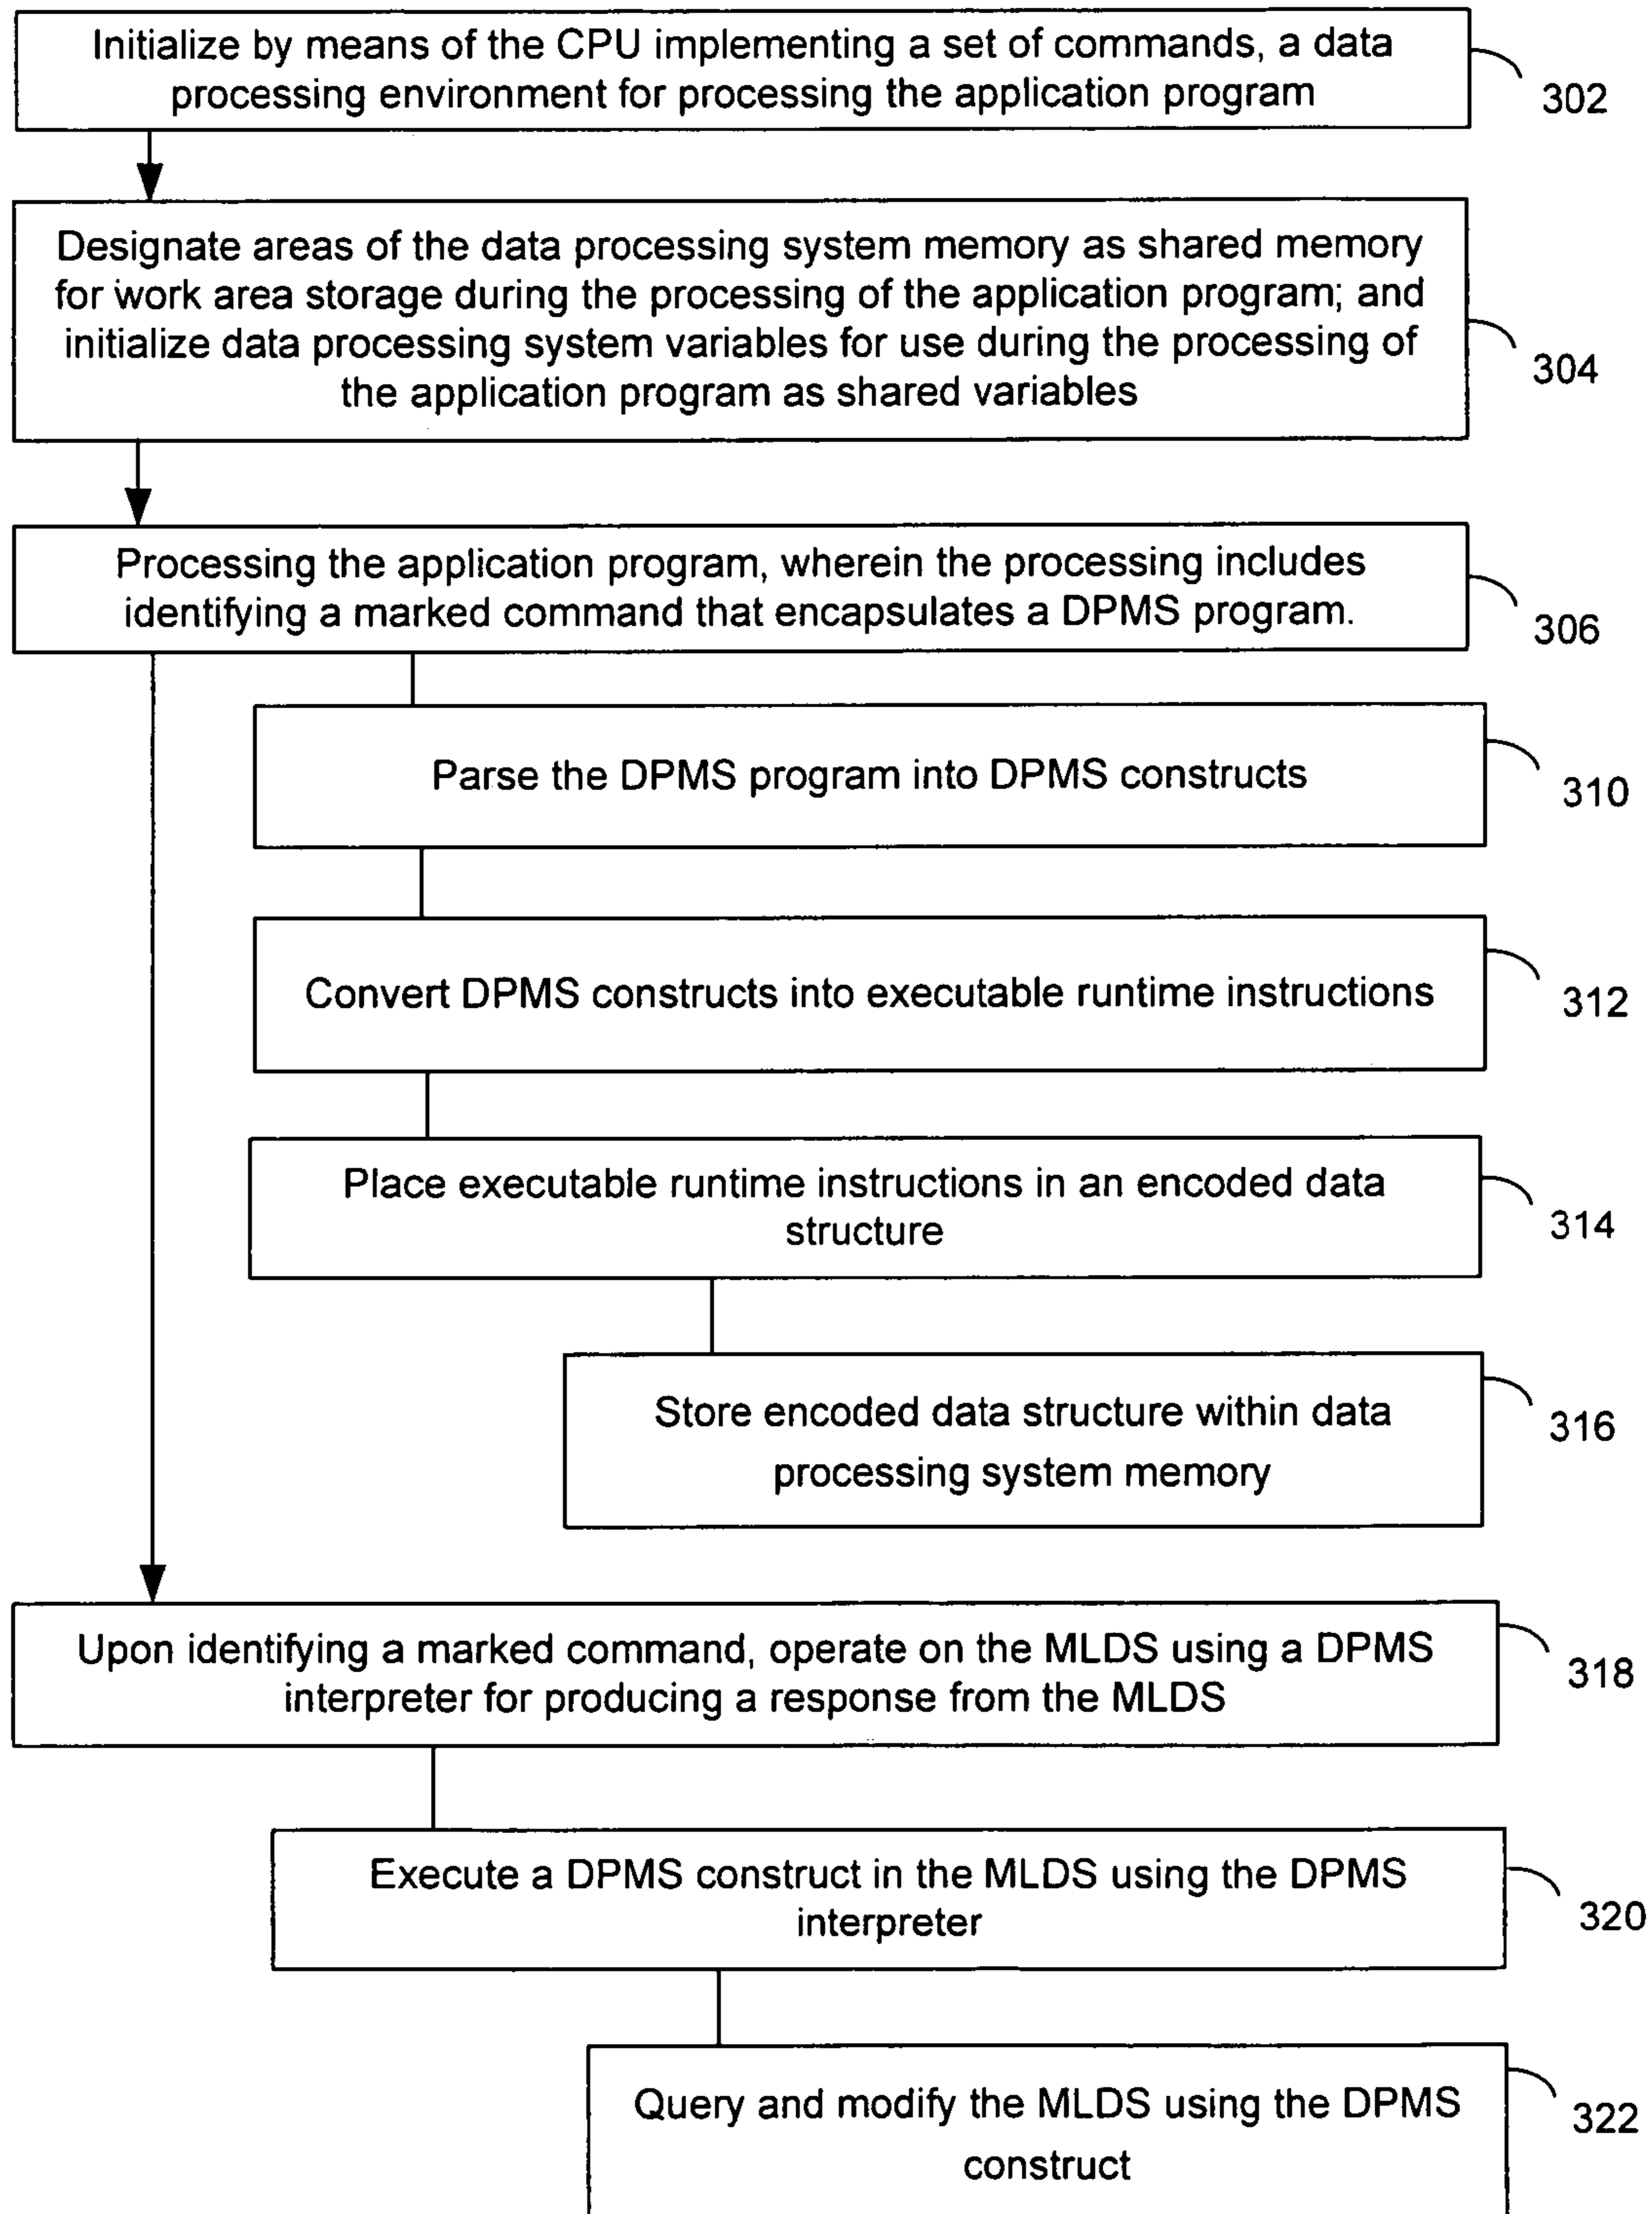 Initialize by means of the CPU implementing a set of commands, a data
processing environment for processing the application program
302
Designate areas of the data processing system memory as shared memory
for work area storage during the processing of the application program; and
initialize data processing system variables for use during the processing of
the application program as shared variables
304
Processing the application program, wherein the processing includes
identifying a marked command that encapsulates a DPMS program.
306
Parse the DPMS program into DPMS constructs
310
Convert DPMS constructs into executable runtime instructions
312
Place executable runtime instructions in an encoded data
structure
314
Store encoded data structure within data
processing system memory
316
Upon identifying a marked command, operate on the MLDS using a DPMS
interpreter for producing a response from the MLDS
318
Execute a DPMS construct in the MLDS using the DPMS
interpreter
320
Query and modify the MLDS using the DPMS
construct
322